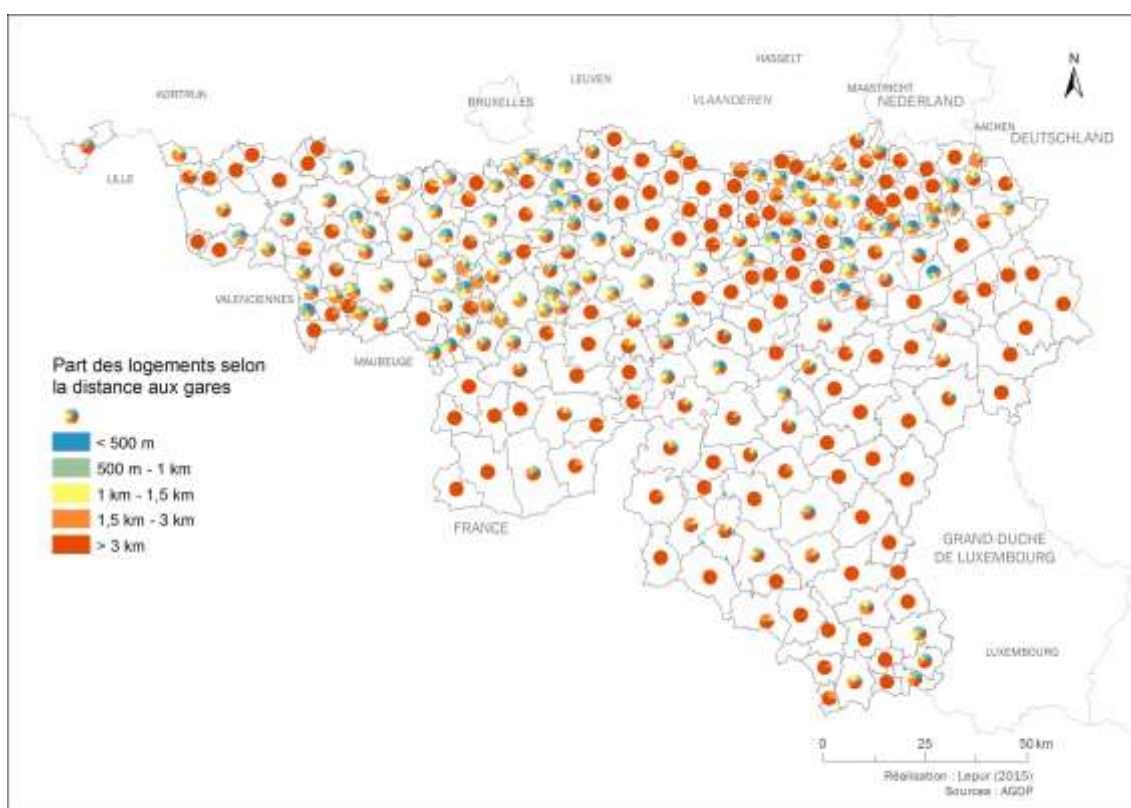 HASSELT
LEUVEN
N
KORTRIJK
BRUXELLES
VLAANDEREN
MAASTRICHT
NEDERLAND
AACHEN
DEUTSCHLAND
LILLE
VALENCIENNES
MAUBEUGE
Part des logements selon
la distance aux gares
< 500 m
500 m - 1 km
1 km - 1,5 km
1,5 km - 3 km
> 3 km
FRANCE
GRAND-DUCHE
DE LUXEMBOURG
LUXEMBOURG
0 25 50 km
Réalisation : Lepur (2015)
Sources : AGDP